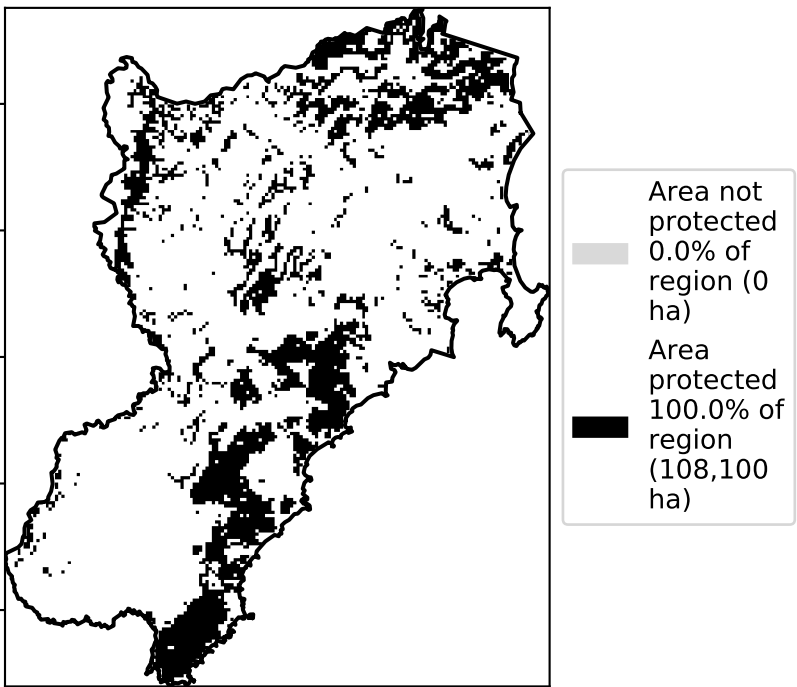 Area not
protected
0.0% of
region (0
ha)
Area
protected
100.0% of
region
(108,100
ha)